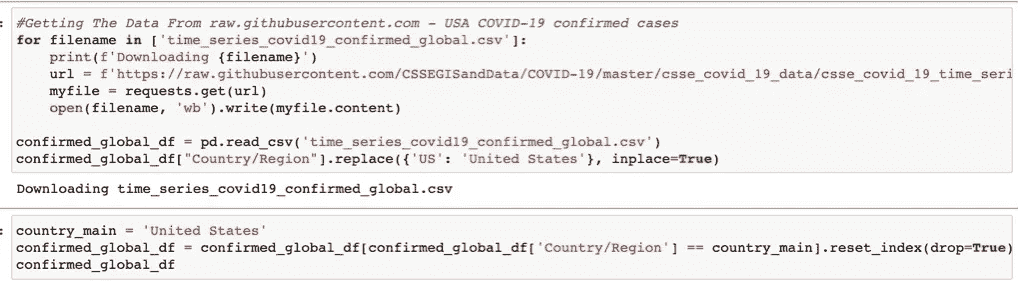 #Getting The Data From raw.githubusercontent.com - USA COVID-19 confirmed cases
for filename in ['time_series_covid19_confirmed_global.csv']:
    print(f'Downloading {filename}')
    url = f'https://raw.githubusercontent.com/CSSEGISandData/COVID-19/master/csse_covid_19_data/csse_covid_19_time_seri
    myfile = requests.get(url)
    open(filename, 'wb').write(myfile.content)
confirmed_global_df = pd.read_csv('time_series_covid19_confirmed_global.csv')
confirmed_global_df["Country/Region"].replace({'US': 'United States'}, inplace=True)
Downloading time_series_covid19_confirmed_global.csv
country_main = 'United States'
confirmed_global_df = confirmed_global_df[confirmed_global_df['Country/Region'] == country_main].reset_index(drop=True)
confirmed_global_df